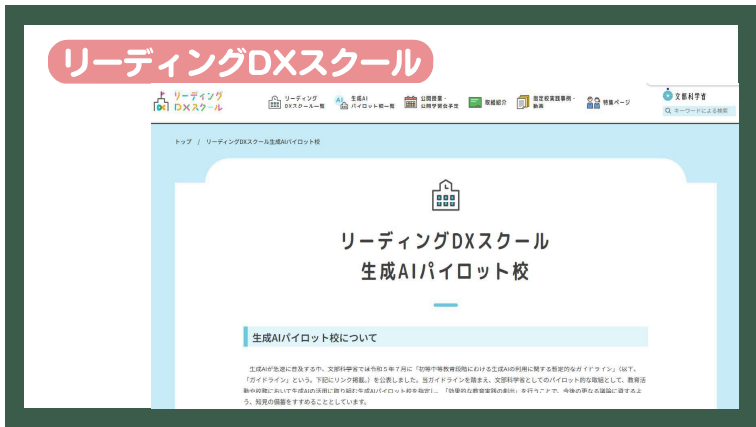 リーディングDXスクール
リーディング
DXスクール
リーディング
DXスクール一覧
AI
生成AI
パイロット校一覧
公開授業・
公開学習会予定
取組紹介
指定校実践事例・
動画
特集ページ
文部科学省
キーワードによる検索
トップ / リーディングDXスクール生成AIパイロット校
リーディングDXスクール
生成AIパイロット校
生成AIパイロット校について
生成AIが急速に普及する中、文部科学省では令和5年7月に「初等中等教育段階における生成AIの利用に関する暫定的なガイドライン」(以下、
「ガイドライン」という。下記にリンク掲載。)を公表しました。当ガイドラインを踏まえ、文部科学省としてのパイロット的な取組として、教育活
動や校務において生成AIの活用に取り組む生成AIパイロット校を指定し、「効果的な教育実践の創出」を行うことで、今後の更なる議論に資するよ
う、知見の蓄積をすすめることとしています。